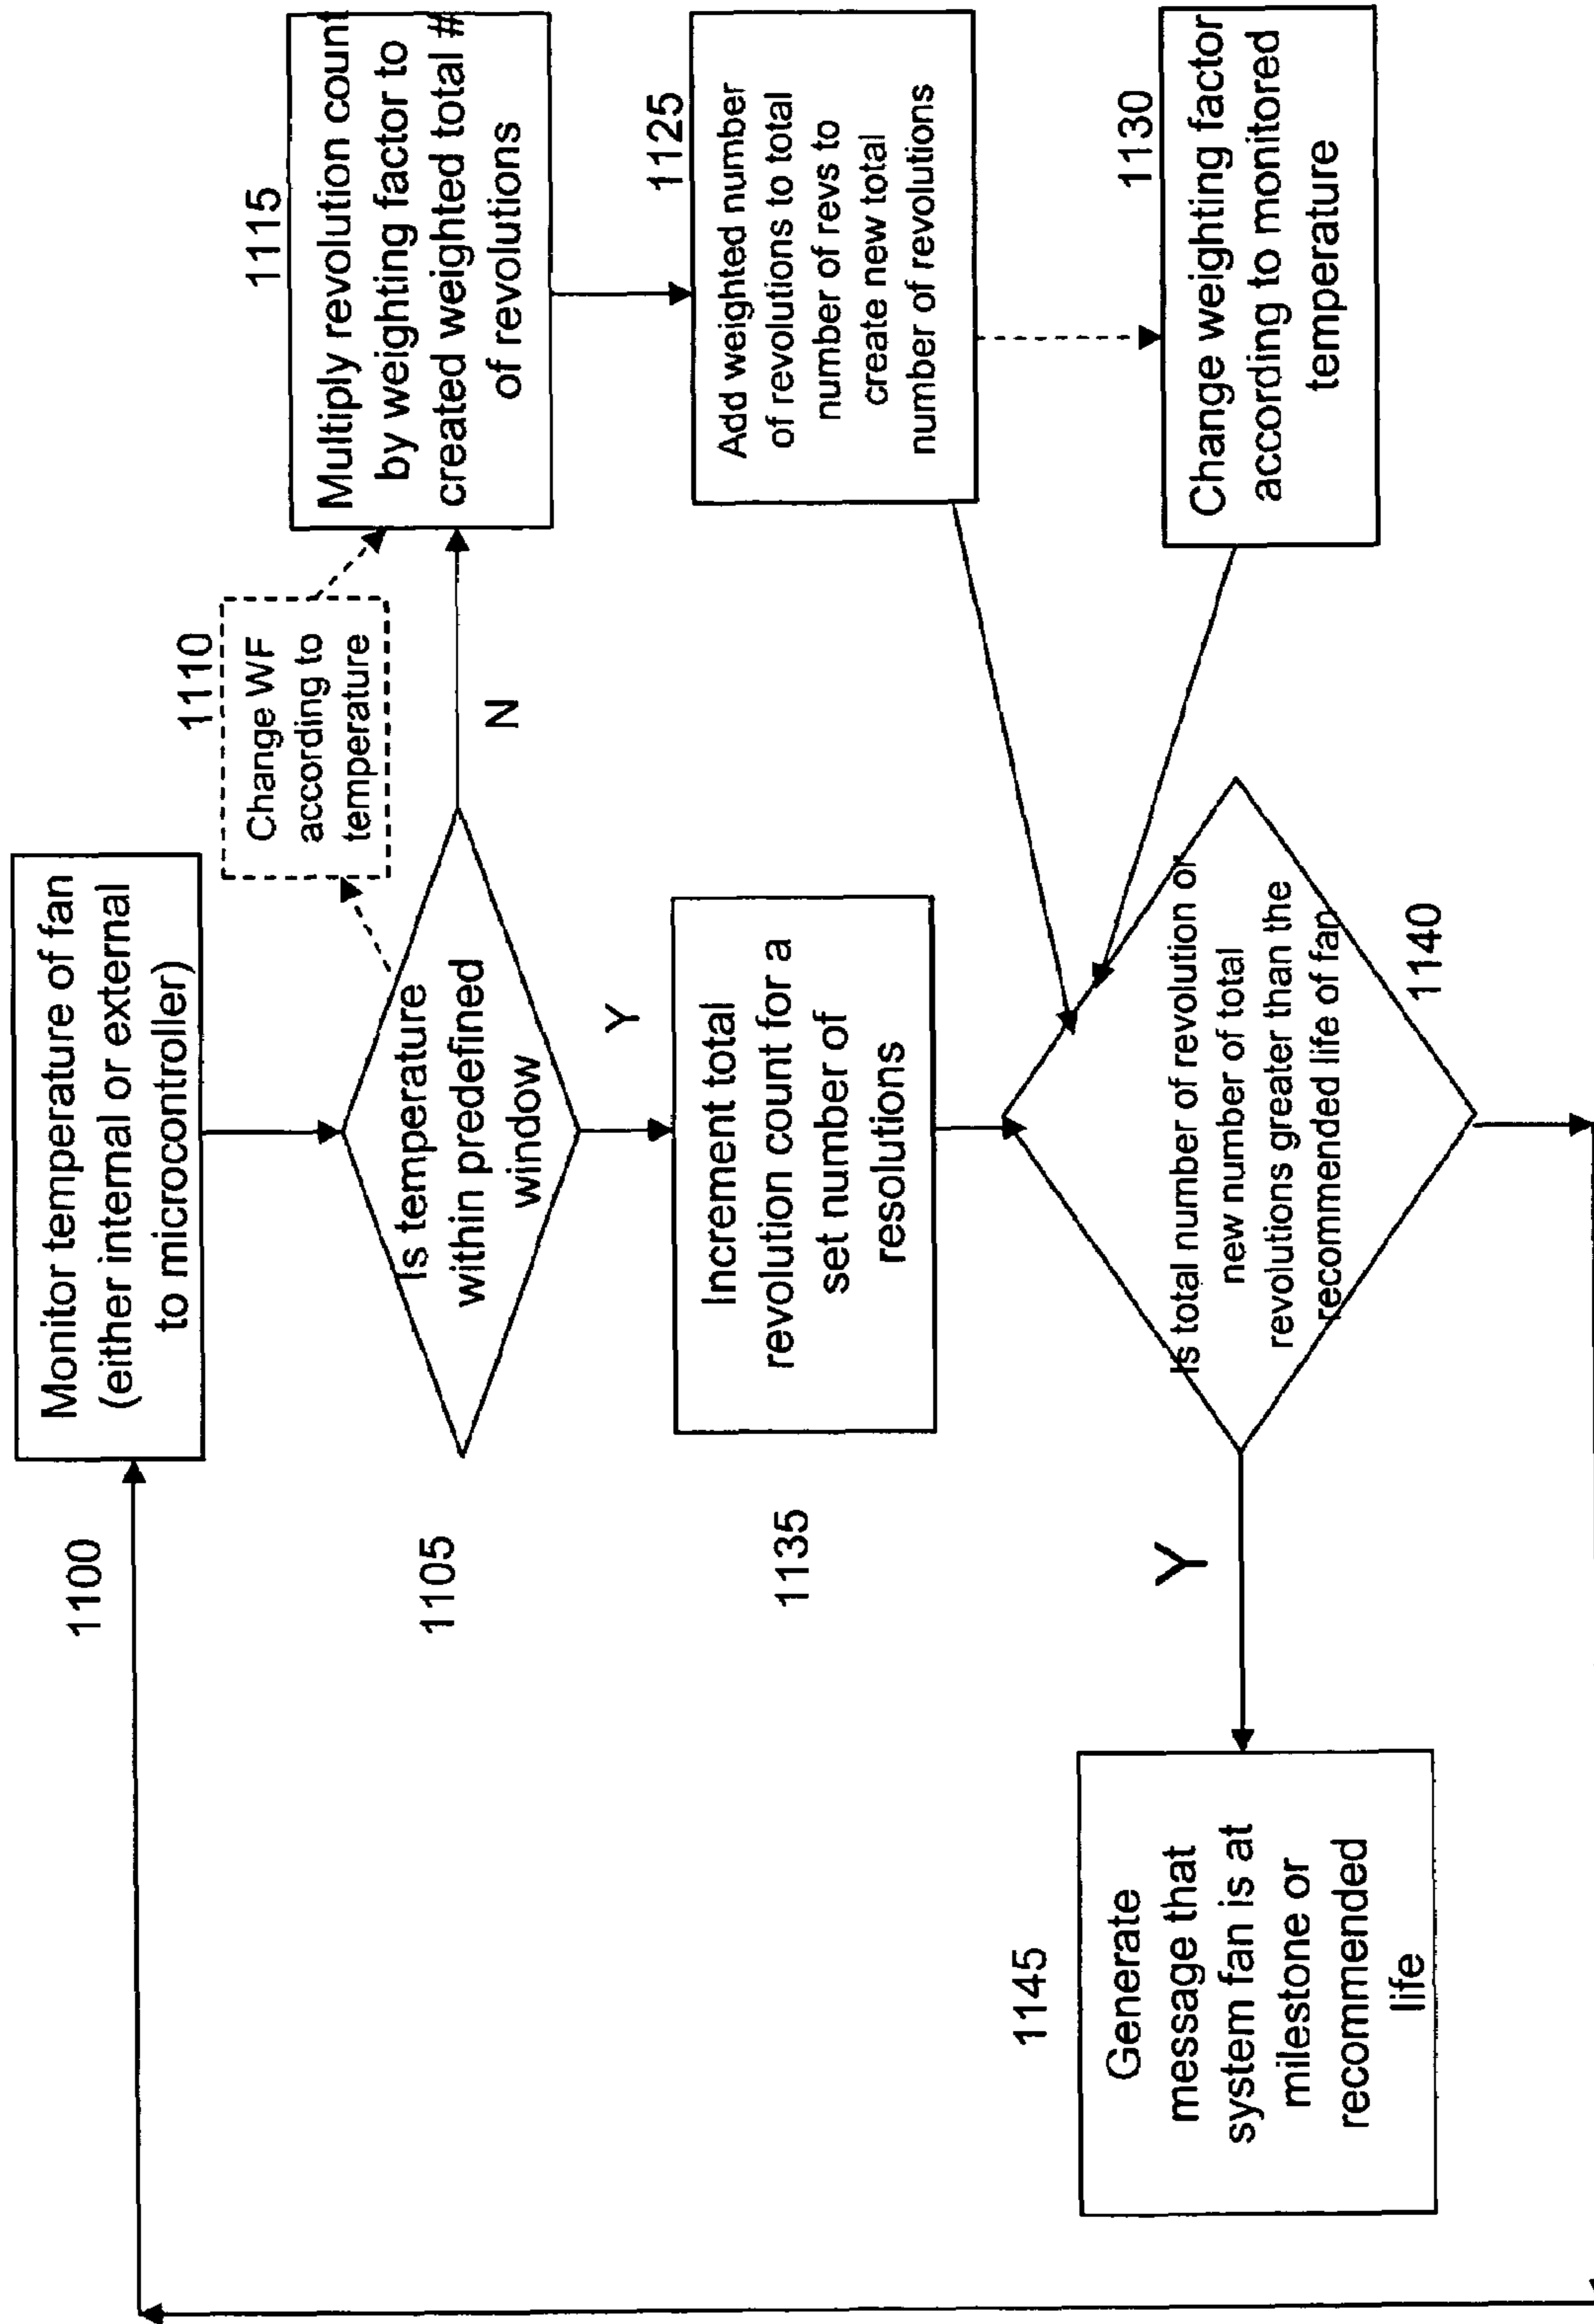 1100
Monitor temperature of fan
(either internal or external
to microcontroller)
1105
Is temperature
within predefined
window
1110
Change WF
according to
temperature
N
1115
Multiply revolution count
by weighting factor to
created weighted total #
of revolutions
Y
1135
Increment total
revolution count for a
set number of
resolutions
1125
Add weighted number
of revolutions to total
number of revs to
create new total
number of revolutions
1130
Change weighting factor
according to monitored
temperature
Is total number of revolution or
new number of total
revolutions greater than the
recommended life of fan
1140
Y
1145
Generate
message that
system fan is at
milestone or
recommended
life